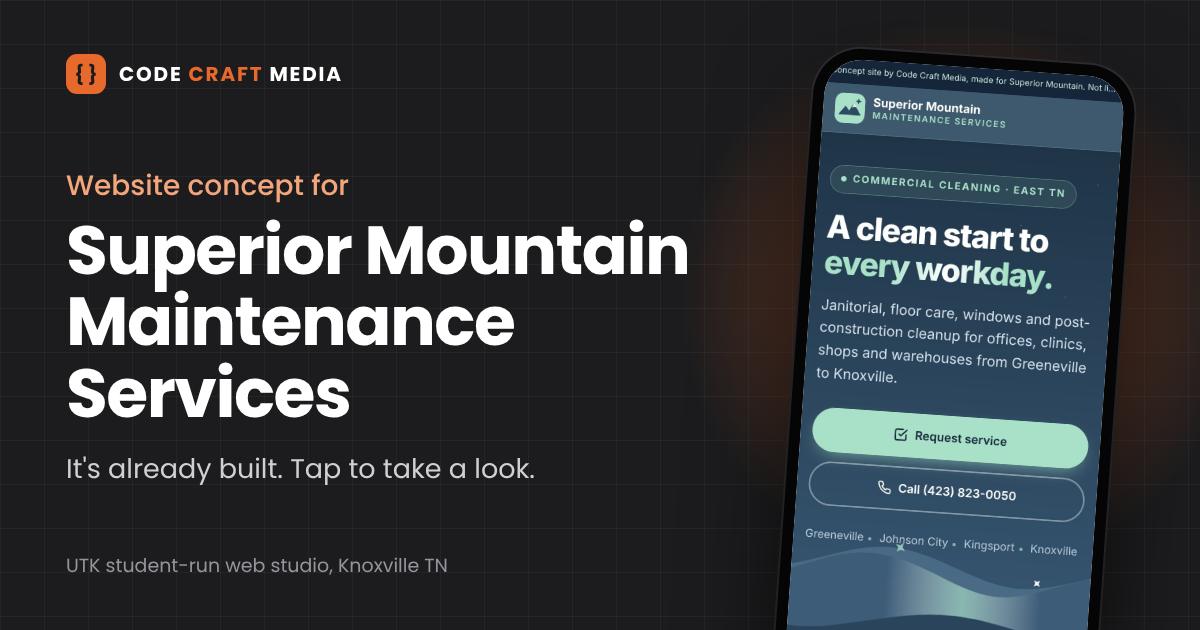 { }
CODE CRAFT MEDIA
Website concept for
Superior Mountain
Maintenance
Services
It's already built. Tap to take a look.
UTK student-run web studio, Knoxville TN
concept site by Code Craft Media, made for Superior Mountain. Not li...
Superior Mountain
MAINTENANCE SERVICES
COMMERCIAL CLEANING · EAST TN
A clean start to
every workday.
Janitorial, floor care, windows and post-
construction cleanup for offices, clinics,
shops and warehouses from Greeneville
to Knoxville.
Request service
Call (423) 823-0050
Greeneville • Johnson City • Kingsport • Knoxville